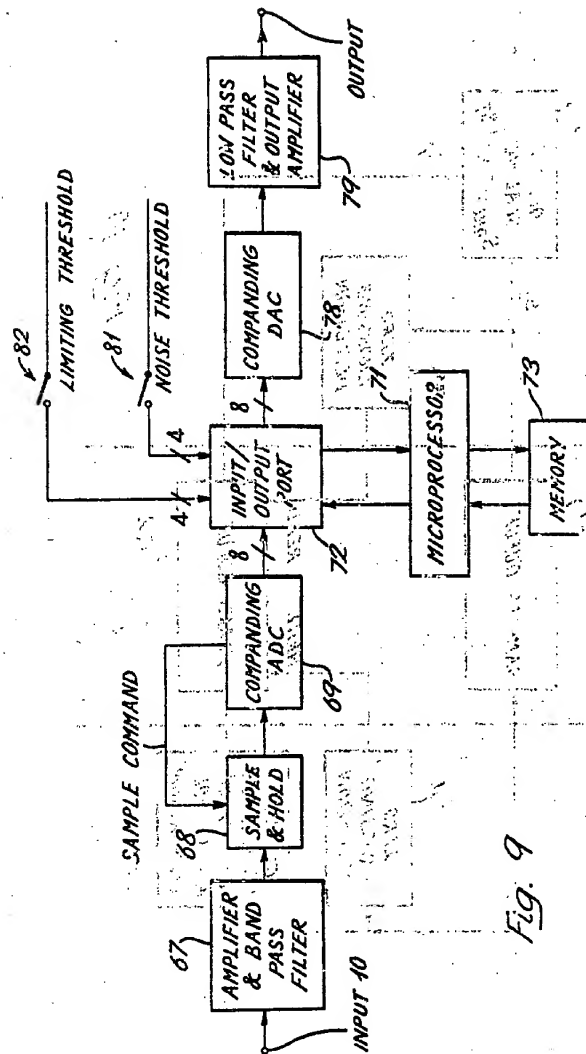 INPUT 10
67
AMPLIFIER
& BAND
PASS
FILTER
SAMPLE COMMAND
68
SAMPLE
& HOLD
COMPANDING
ADC
69
8
82
LIMITING THRESHOLD
81
NOISE THRESHOLD
4
4
INPUT/
OUTPUT
PORT
72
8
COMPANDING
DAC
78
LOW PASS
FILTER
& OUTPUT
AMPLIFIER
79
OUTPUT
71
MICROPROCESSOR
73
MEMORY
Fig. 9